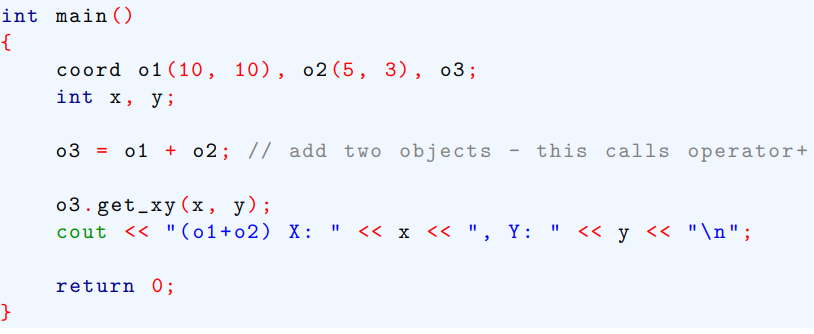 int main()
{
    coord o1(10, 10), o2(5, 3), o3;
    int x, y;

    o3 = o1 + o2; // add two objects - this calls operator+

    o3.get_xy(x, y);
    cout << "(o1+o2) X: " << x << ", Y: " << y << "\n";

    return 0;
}